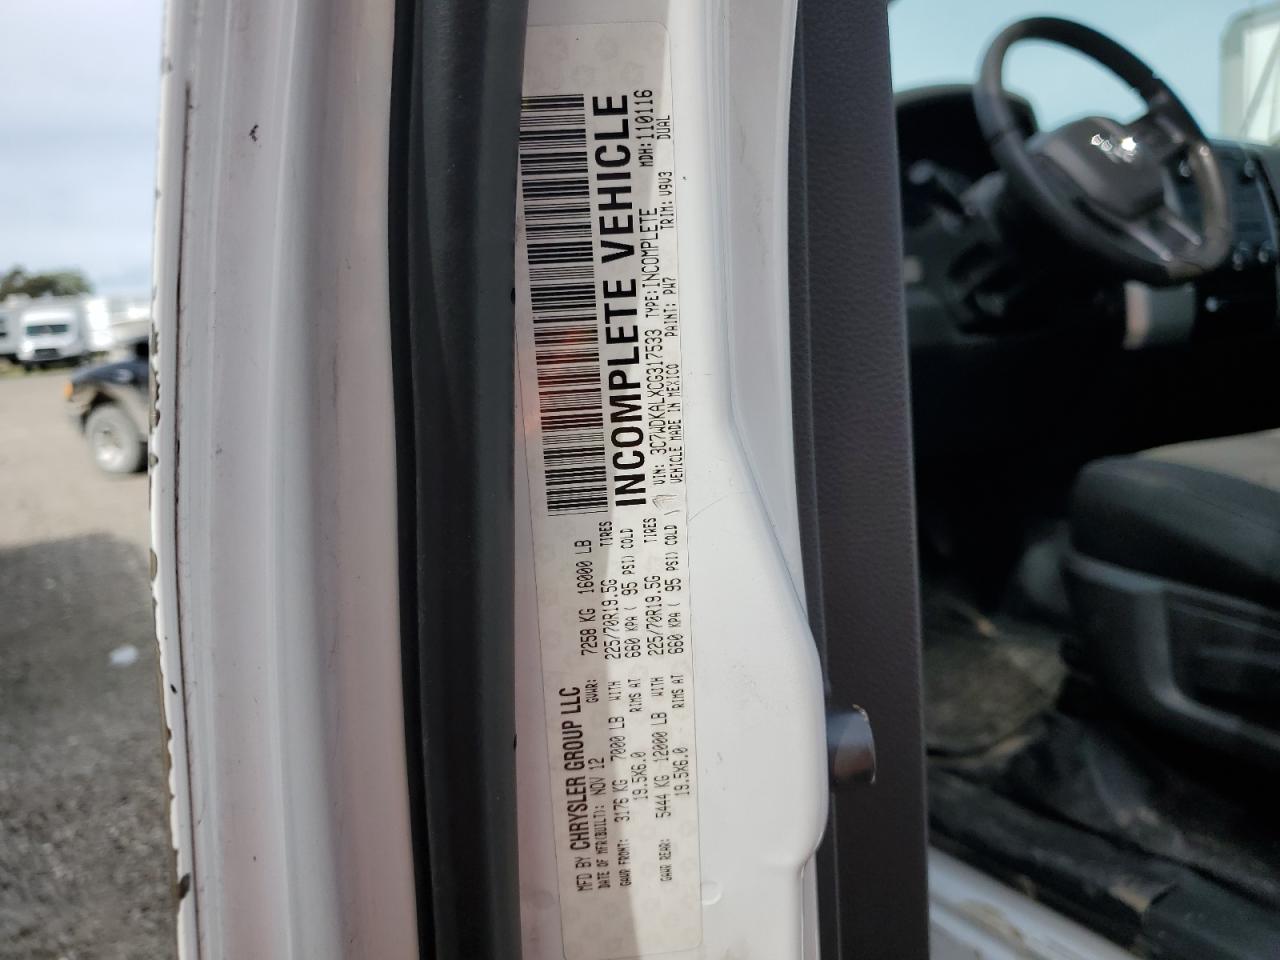 MFD BY CHRYSLER GROUP LLC
DATE OF MFR(BUILT): NOV 12 GVWR: 7258 KG 16000 LB
GAWR FRONT: 3176 KG 7000 LB WITH 225/70R19.5G TIRES
19.5X6.0 RIMS AT 660 KPA( 95 PSI) COLD
GAWR REAR: 5444 KG 12000 LB WITH 225/70R19.5G TIRES
19.5X6.0 RIMS AT 660 KPA( 95 PSI) COLD
INCOMPLETE VEHICLE
MDH:110116
VIN: 3C7WDKALXCG317533 TYPE:INCOMPLETE
DUAL
VEHICLE MADE IN MEXICO PAINT: PW7 TRIM: V9V3